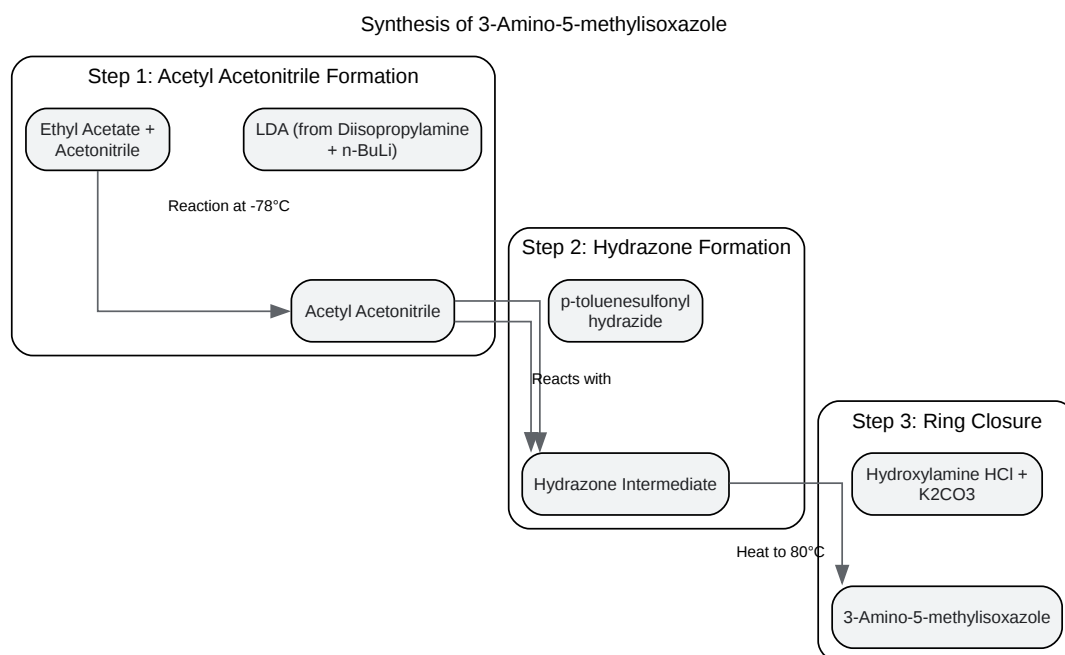 Synthesis of 3-Amino-5-methylisoxazole
Step 1: Acetyl Acetonitrile Formation
Ethyl Acetate +
Acetonitrile
LDA (from Diisopropylamine
+ n-BuLi)
Reaction at -78°C
Acetyl Acetonitrile
Step 2: Hydrazone Formation
p-toluenesulfonyl
hydrazide
Reacts with
Hydrazone Intermediate
Step 3: Ring Closure
Hydroxylamine HCl +
K2CO3
Heat to 80°C
3-Amino-5-methylisoxazole